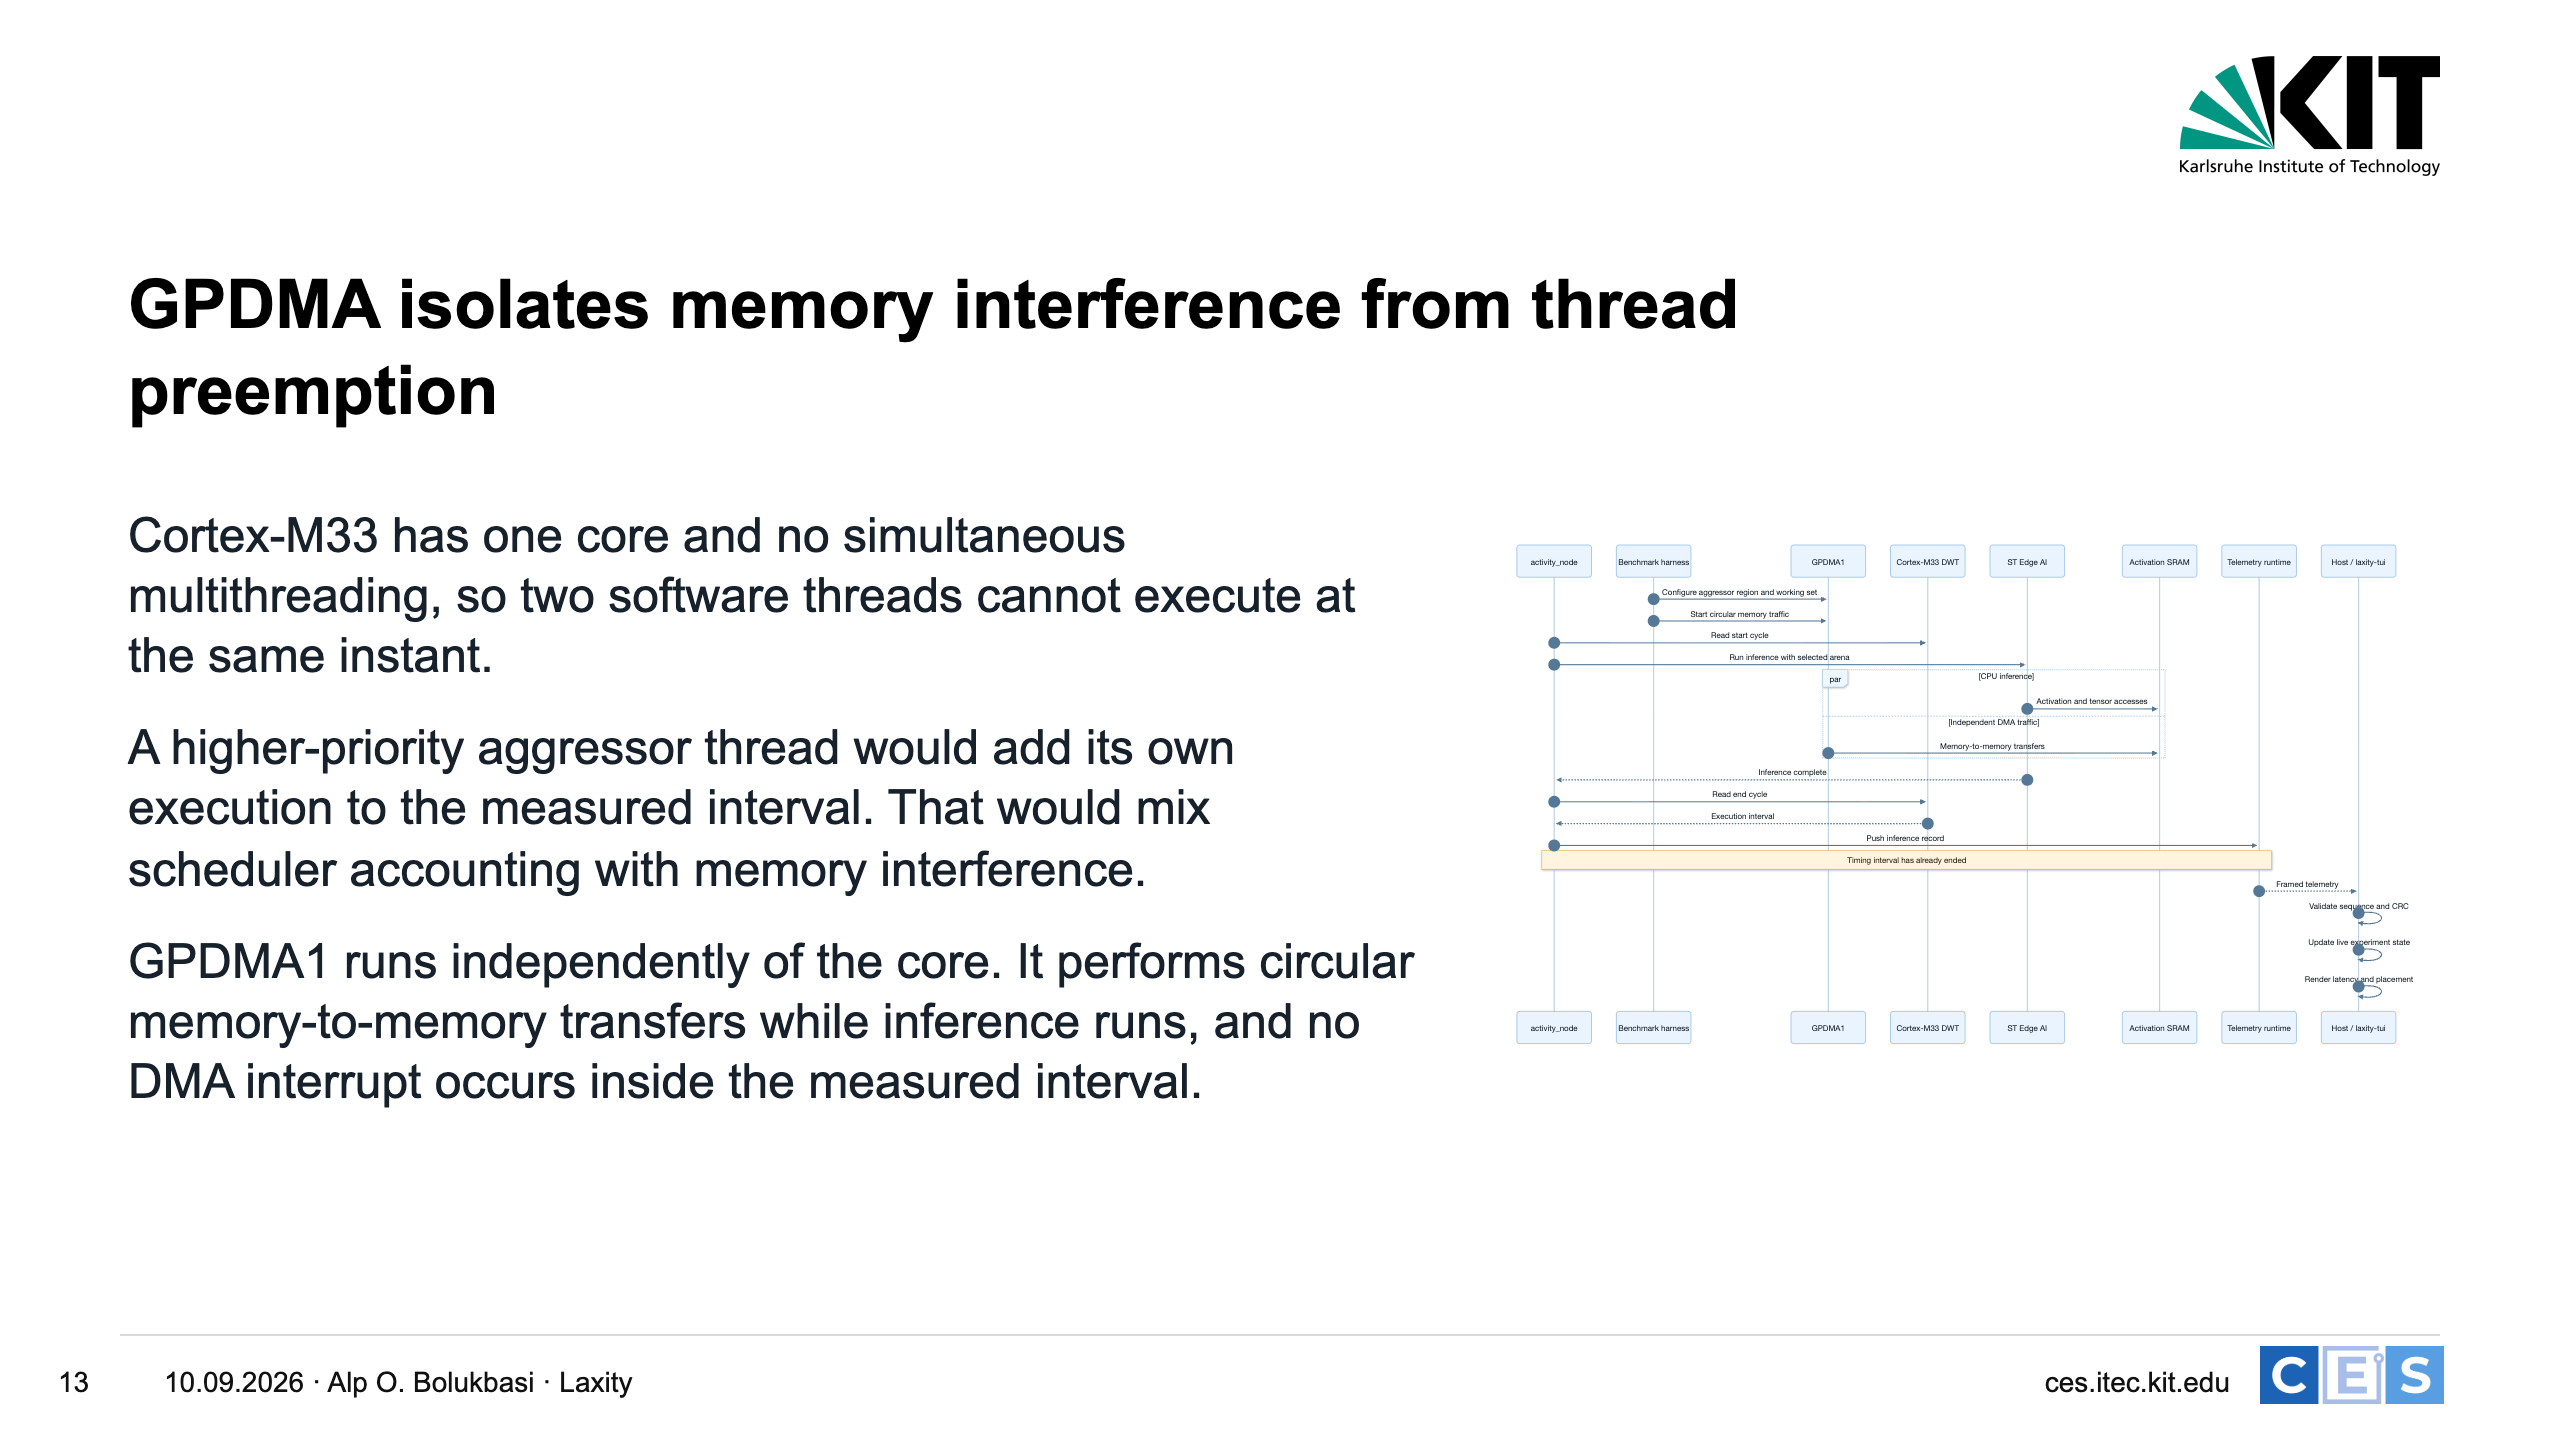 KIT
Karlsruhe Institute of Technology
GPDMA isolates memory interference from thread
preemption
Cortex-M33 has one core and no simultaneous
multithreading, so two software threads cannot execute at
the same instant.
A higher-priority aggressor thread would add its own
execution to the measured interval. That would mix
scheduler accounting with memory interference.
GPDMA1 runs independently of the core. It performs circular
memory-to-memory transfers while inference runs, and no
DMA interrupt occurs inside the measured interval.
activity_node Benchmark harness GPDMA1 Cortex-M33 DWT ST Edge AI Activation SRAM Telemetry runtime Host / laxity-tui
Configure aggressor region and working set
Start circular memory traffic
Read start cycle
Run inference with selected arena
par [CPU inference]
Activation and tensor accesses
[Independent DMA traffic]
Memory-to-memory transfers
Inference complete
Read end cycle
Execution interval
Push inference record
Timing interval has already ended
Framed telemetry
Validate sequence and CRC
Update live experiment state
Render latency and placement
activity_node Benchmark harness GPDMA1 Cortex-M33 DWT ST Edge AI Activation SRAM Telemetry runtime Host / laxity-tui
13 10.09.2026 · Alp O. Bolukbasi · Laxity ces.itec.kit.edu CES